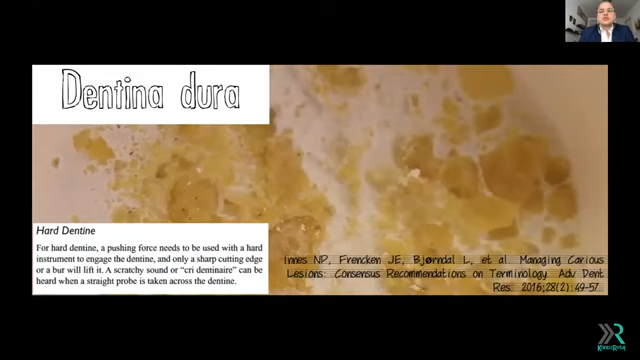 Dentina dura
Hard Dentine
For hard dentine, a pushing force needs to be used with a hard
instrument to engage the dentine, and only a sharp cutting edge
or a bur will lift it. A scratchy sound or “cri dentinaire” can be
heard when a straight probe is taken across the dentine.
Innes NP, Frencken JE, Bjørndal L, et al. Managing Carious
Lesions: Consensus Recommendations on Terminology. Adv Dent
Res. 2016;28(2):49-57.